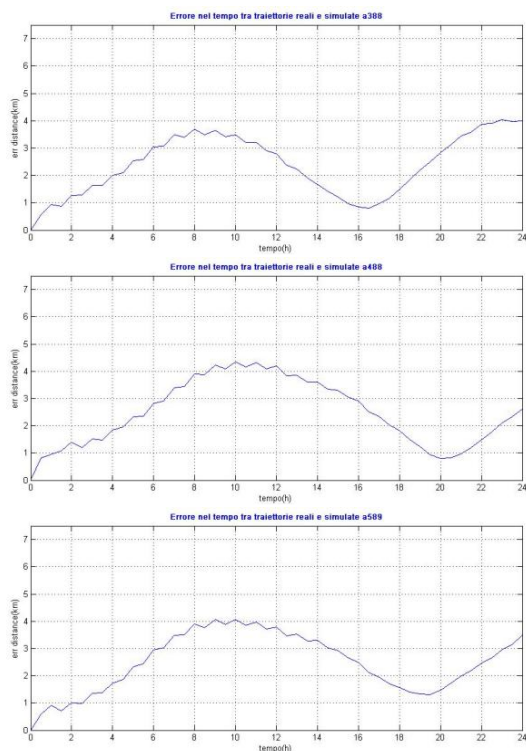 Errore nel tempo tra traiettorie reali e simulate a388
7
6
5
4
3
2
1
0
err distance(km)
0 2 4 6 8 10 12 14 16 18 20 22 24
tempo(h)
Errore nel tempo tra traiettorie reali e simulate a488
7
6
5
4
3
2
1
0
err distance(km)
0 2 4 6 8 10 12 14 16 18 20 22 24
tempo(h)
Errore nel tempo tra traiettorie reali e simulate a589
7
6
5
4
3
2
1
0
err distance(km)
0 2 4 6 8 10 12 14 16 18 20 22 24
tempo(h)